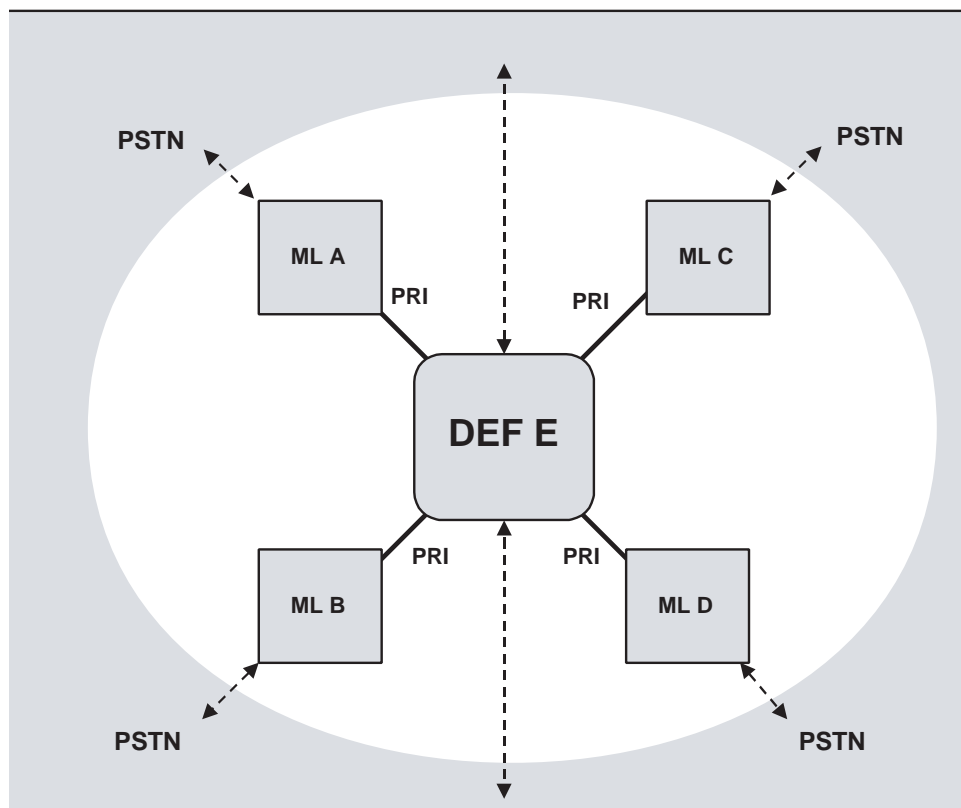 PSTN
PSTN
ML A
ML C
PRI
PRI
DEF E
PRI
PRI
ML B
ML D
PSTN
PSTN